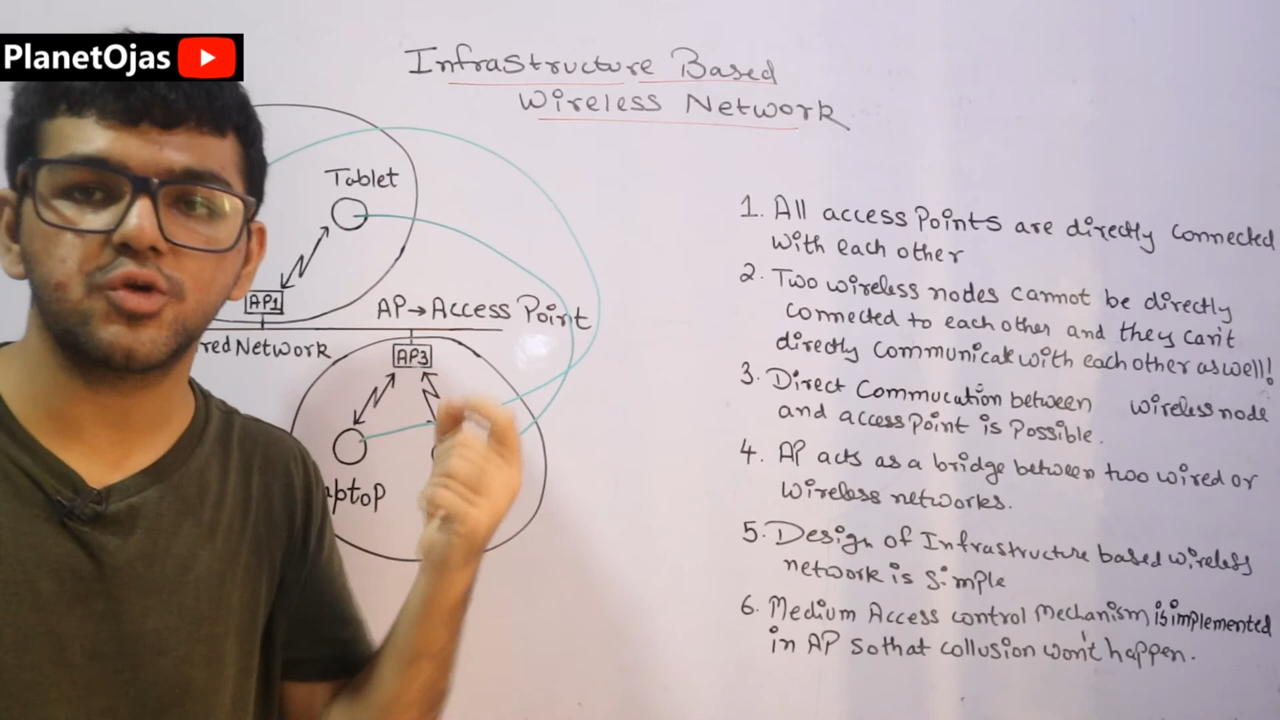 PlanetOjas
Infrastructure Based
Wireless Network
Tablet
AP1
AP→Access Point
red Network
AP3
aptop
1. All access Points are directly connected
with each other
2. Two wireless nodes cannot be directly
connected to each other and they can't
directly communicate with each other as well!
3. Direct Commucation between wireless node
and access point is Possible.
4. AP acts as a bridge between two wired or
wireless networks.
5. Design of Infrastructure based wireless
network is Simple
6. Medium Access control Mechanism is implemented
in AP so that collusion won't happen.